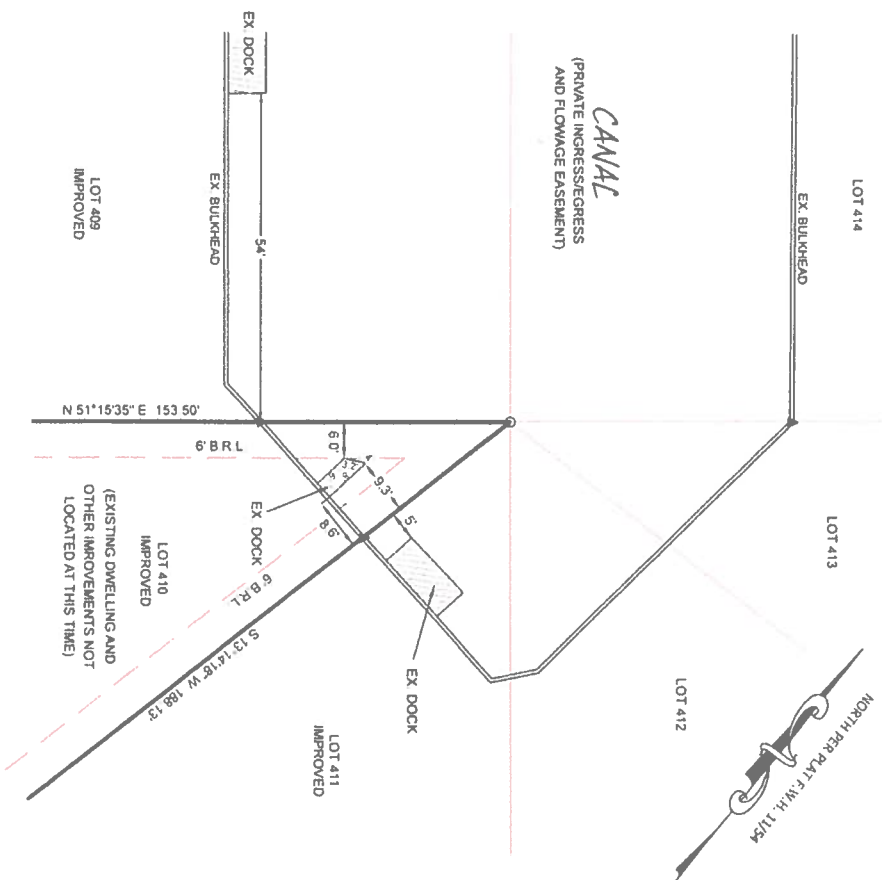 EX. DOCK
CANAL
(PRIVATE INGRESS/EGRESS
AND FLOWAGE EASEMENT)
LOT 414
EX. BULKHEAD
LOT 409
IMPROVED
EX. BULKHEAD
54'
LOT 413
N 51°15'35" E 153 50'
6' B R L
6 0'
9.3'
5'
8 6'
EX. DOCK
LOT 410
IMPROVED
(EXISTING DWELLING AND
OTHER IMROVEMENTS NOT
LOCATED AT THIS TIME)
6' B.R.L
S 13°14'18" W 188 13'
EX. DOCK
LOT 411
IMPROVED
LOT 412
NORTH PER PLAT F.W.H. 11/54